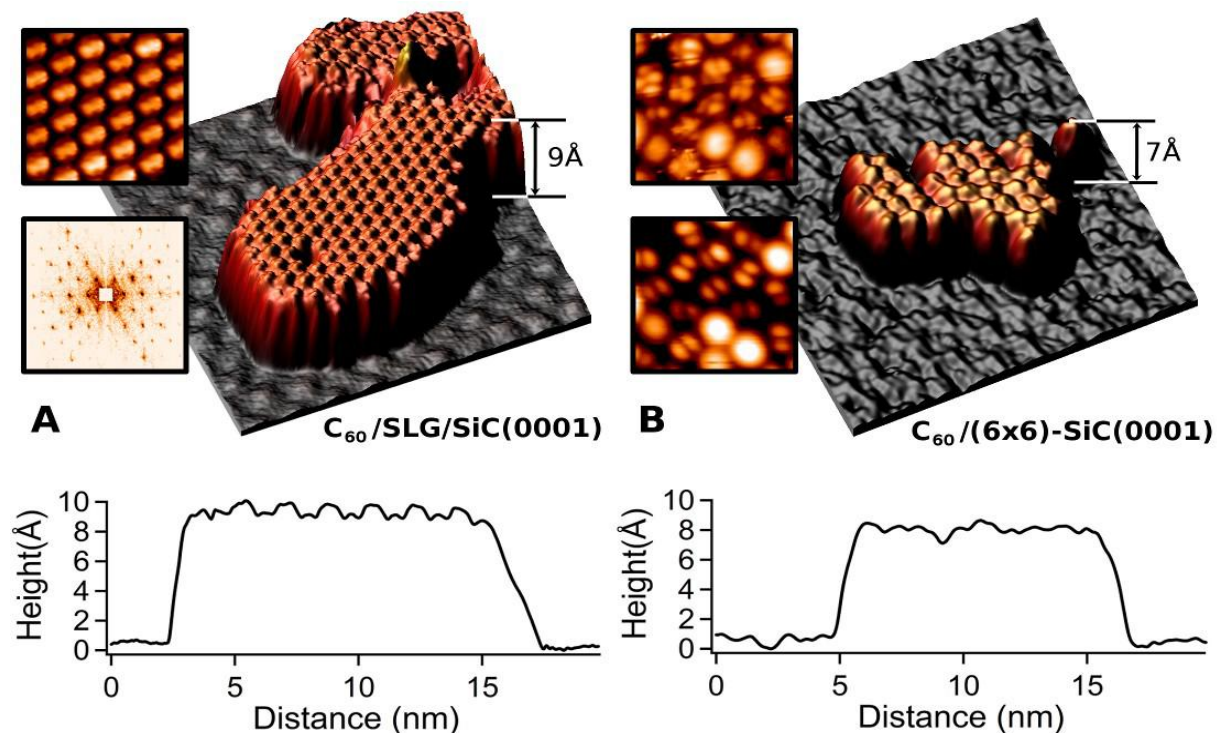 9Å
7Å
A
C₆₀/SLG/SiC(0001)
B
C₆₀/(6x6)-SiC(0001)
Height(Å)
10
8
6
4
2
0
0 5 10 15
Distance (nm)
Height(Å)
10
8
6
4
2
0
0 5 10 15
Distance (nm)